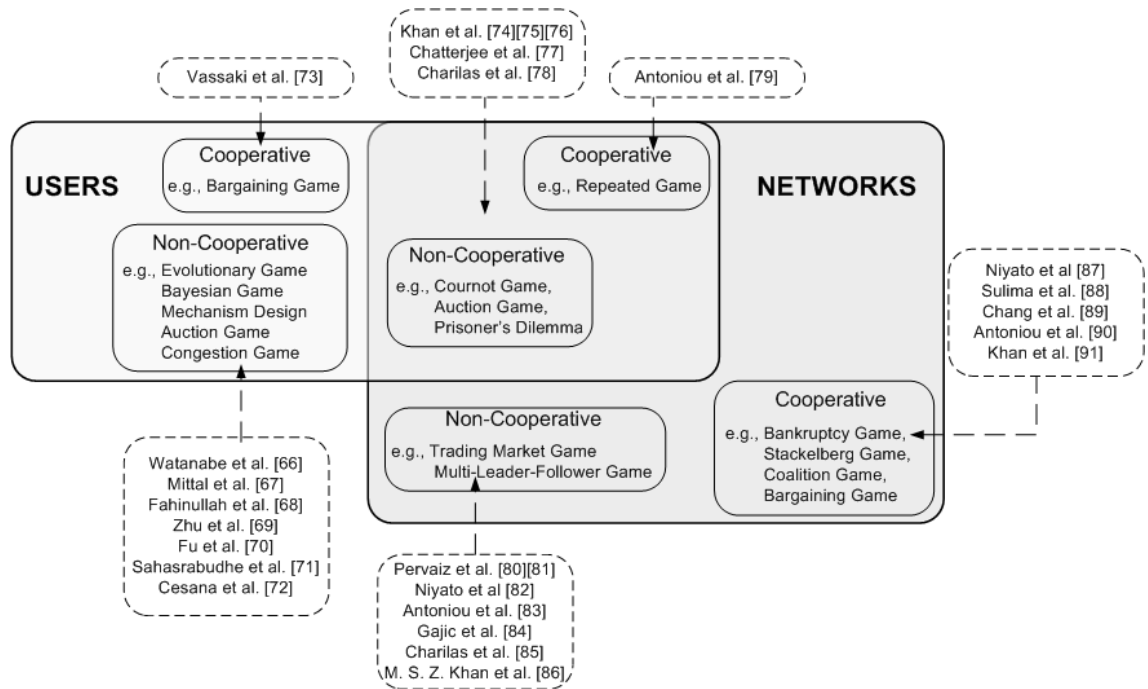 Khan et al. [74][75][76]
Chatterjee et al. [77]
Charilas et al. [78]
Vassaki et al. [73]
Antoniou et al. [79]
USERS
Cooperative
e.g., Bargaining Game
Cooperative
e.g., Repeated Game
NETWORKS
Non-Cooperative
e.g., Evolutionary Game
Bayesian Game
Mechanism Design
Auction Game
Congestion Game
Non-Cooperative
e.g., Cournot Game,
Auction Game,
Prisoner's Dilemma
Niyato et al [87]
Sulima et al. [88]
Chang et al. [89]
Antoniou et al. [90]
Khan et al. [91]
Non-Cooperative
e.g., Trading Market Game
Multi-Leader-Follower Game
Cooperative
e.g., Bankruptcy Game,
Stackelberg Game,
Coalition Game,
Bargaining Game
Watanabe et al. [66]
Mittal et al. [67]
Fahinullah et al. [68]
Zhu et al. [69]
Fu et al. [70]
Sahasrabudhe et al. [71]
Cesana et al. [72]
Pervaiz et al. [80][81]
Niyato et al. [82]
Antoniou et al. [83]
Gajic et al. [84]
Charilas et al. [85]
M. S. Z. Khan et al. [86]